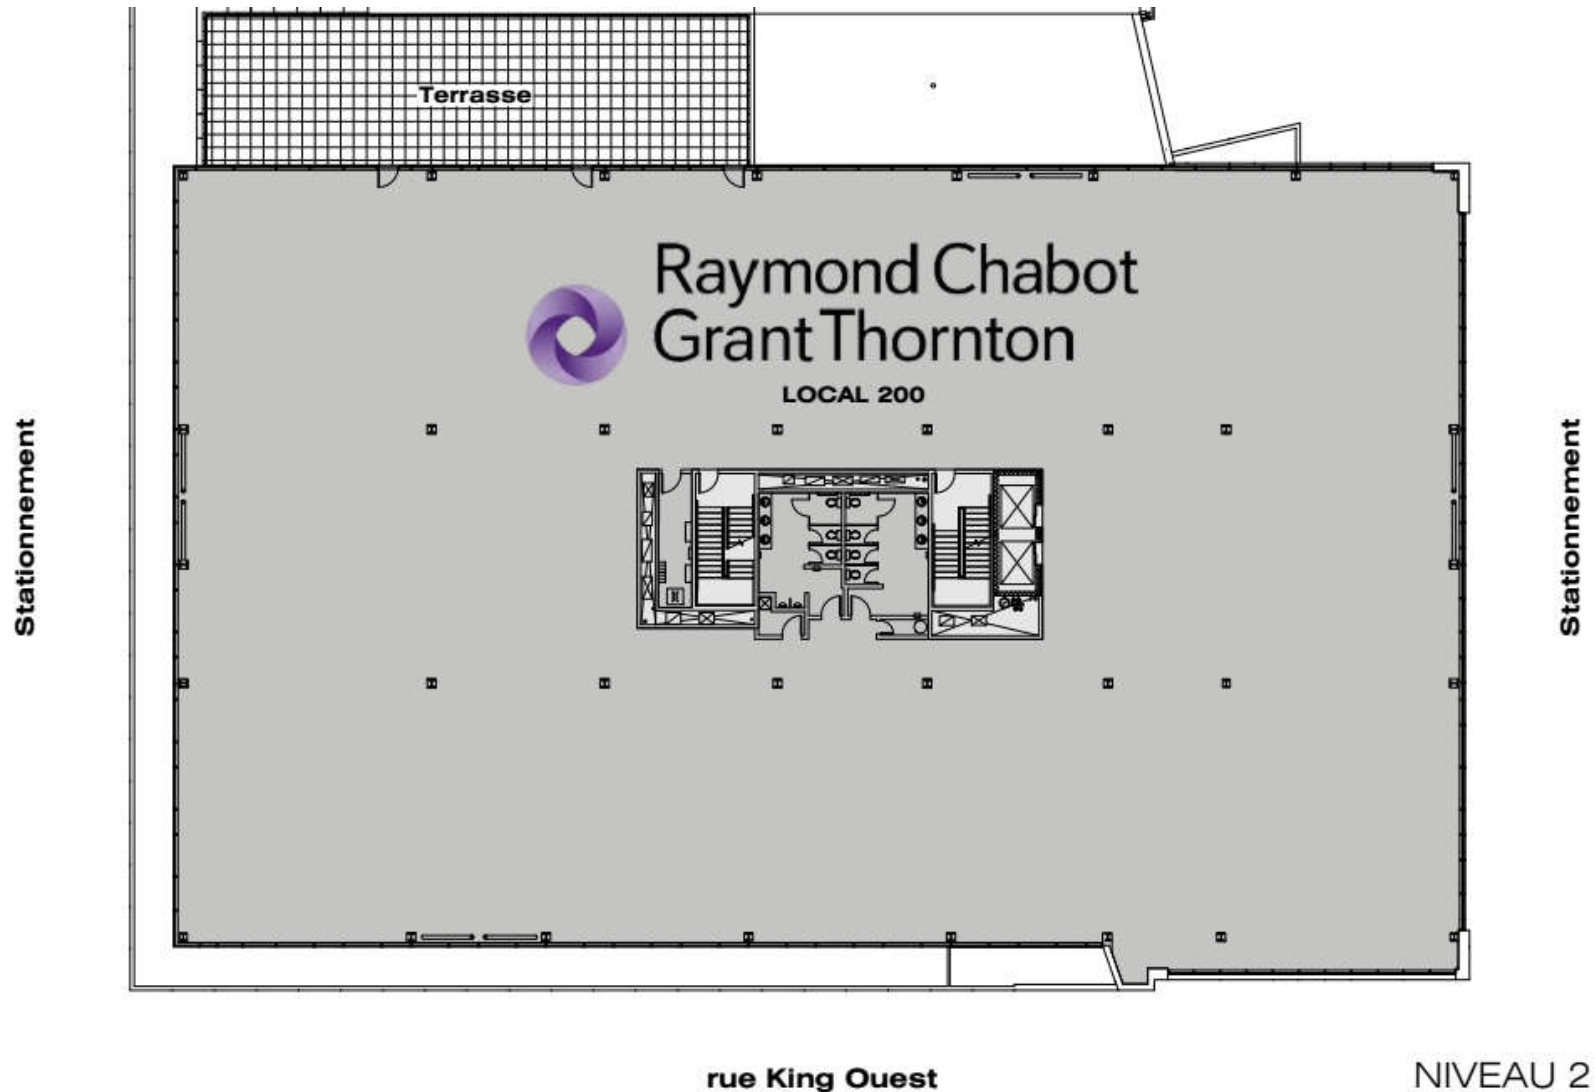 Terrasse
Raymond Chabot
Grant Thornton
LOCAL 200
Stationnement
Stationnement
rue King Ouest
NIVEAU 2